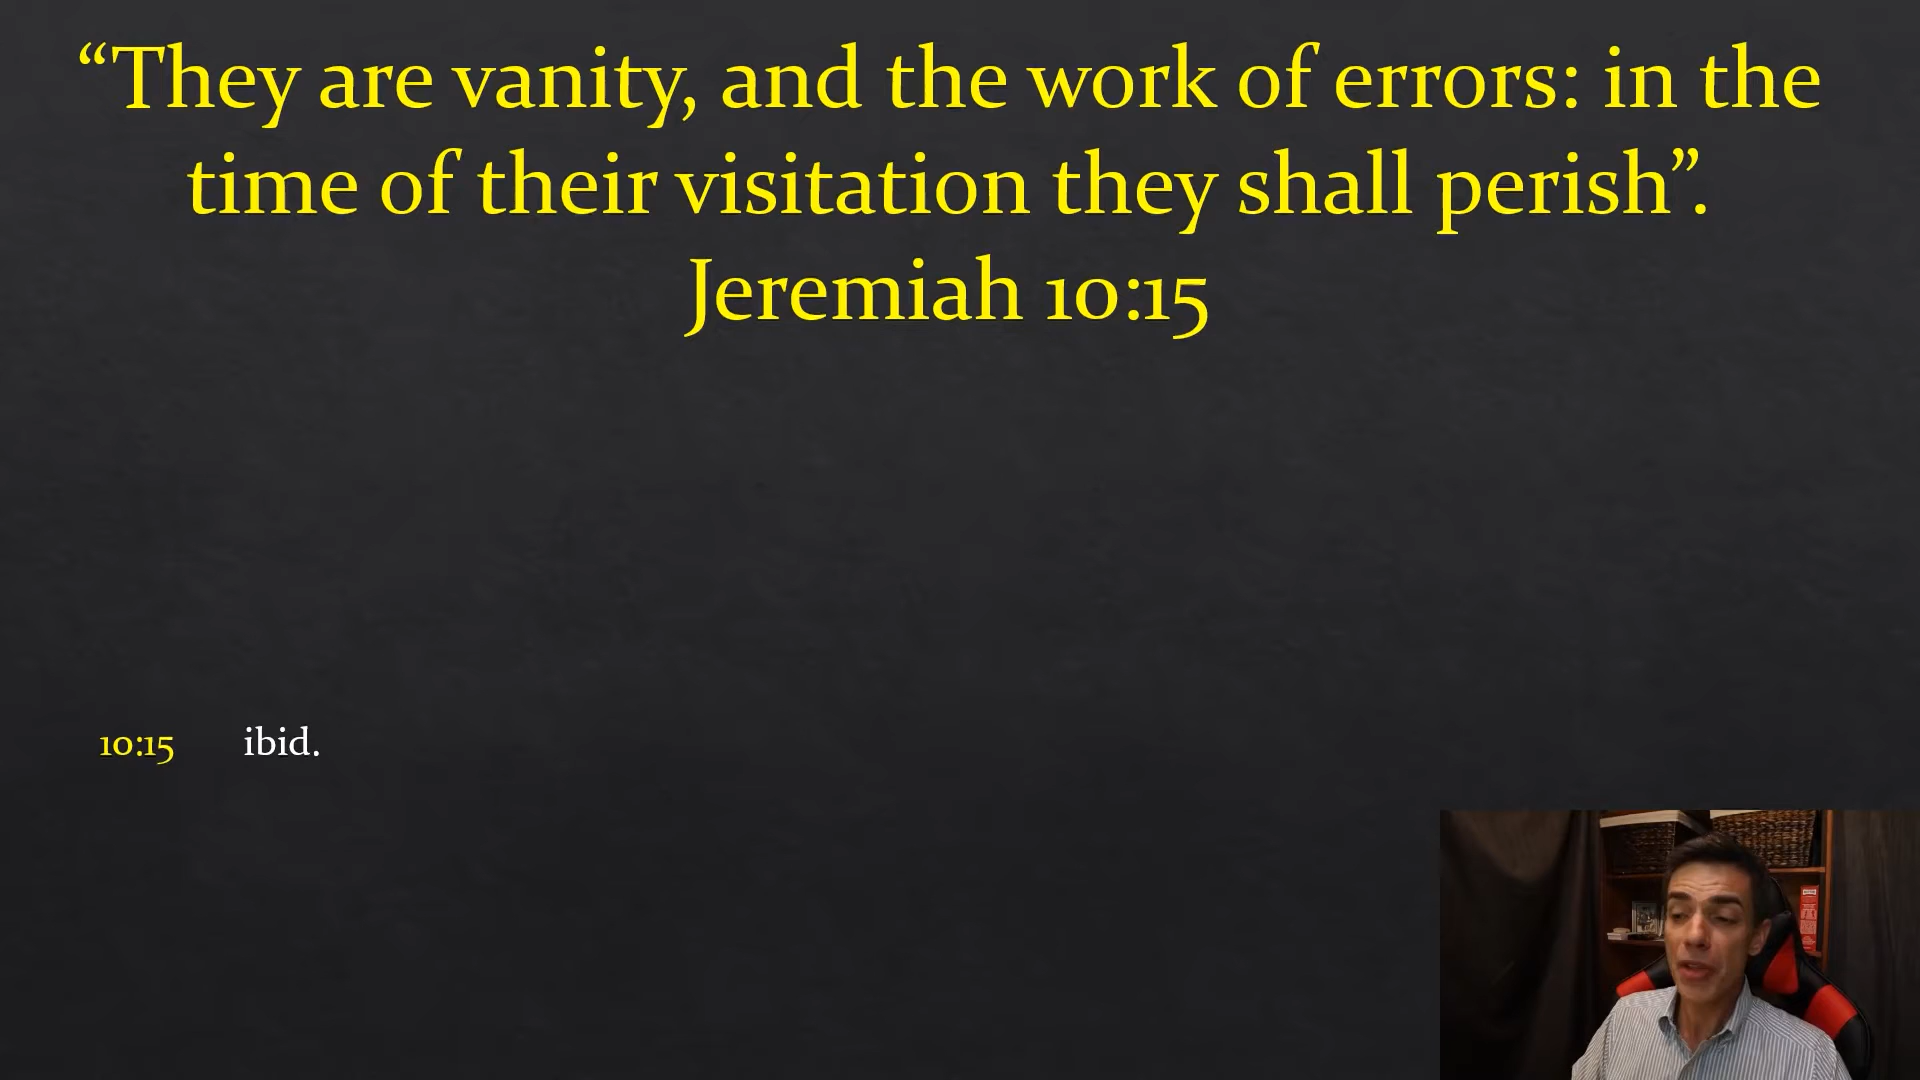 “They are vanity, and the work of errors: in the
time of their visitation they shall perish”.
Jeremiah 10:15
10:15 ibid.